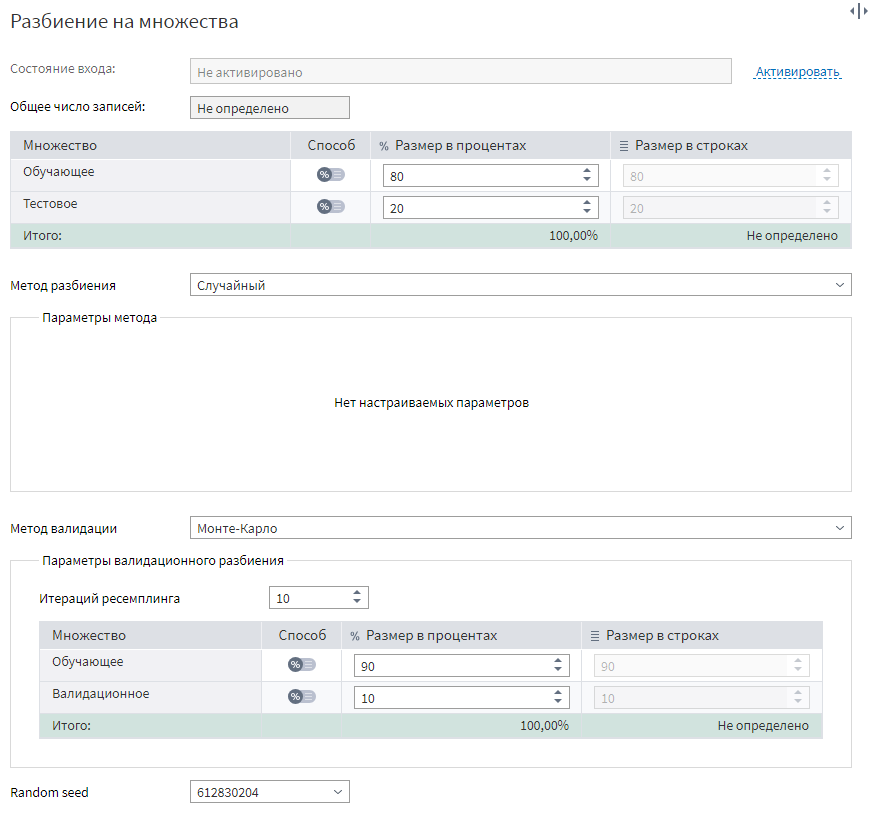 Разбиение на множества
Состояние входа: Не активировано Активировать
Общее число записей: Не определено
Множество Способ % Размер в процентах Размер в строках
Обучающее % 80 80
Тестовое % 20 20
Итого: 100,00% Не определено
Метод разбиения Случайный
Параметры метода
Нет настраиваемых параметров
Метод валидации Монте-Карло
Параметры валидационного разбиения
Итераций ресемплинга 10
Множество Способ % Размер в процентах Размер в строках
Обучающее % 90 90
Валидационное % 10 10
Итого: 100,00% Не определено
Random seed 612830204